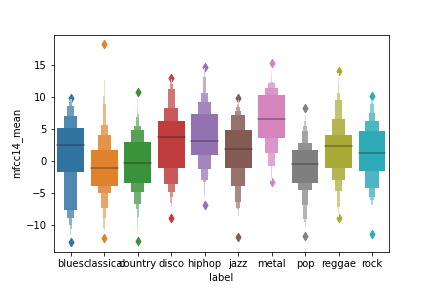 mfcc14_mean
15
10
5
0
−5
−10
blues classical country disco hiphop jazz metal pop reggae rock
label